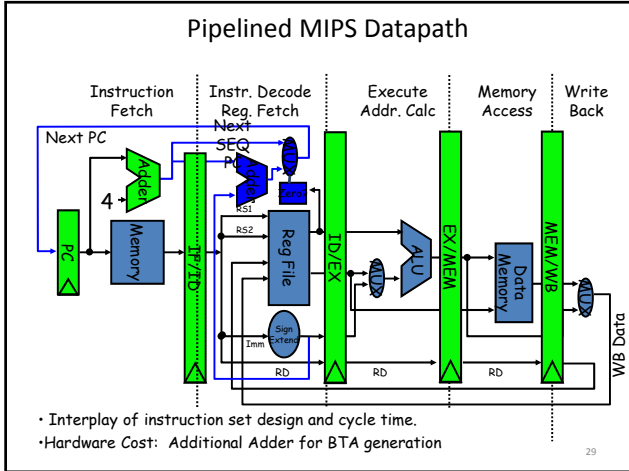 Pipelined MIPS Datapath
Instruction Fetch
Instr. Decode Reg. Fetch
Execute Addr. Calc
Memory Access
Write Back
Next PC
Next SEQ PC
Adder
4
PC
Memory
IF/ID
Adder
MUX
Zero?
RS1
RS2
Reg File
Imm
Sign Extend
RD
ID/EX
MUX
ALU
RD
EX/MEM
Data Memory
RD
MEM/WB
MUX
WB Data
• Interplay of instruction set design and cycle time.
•Hardware Cost: Additional Adder for BTA generation
29